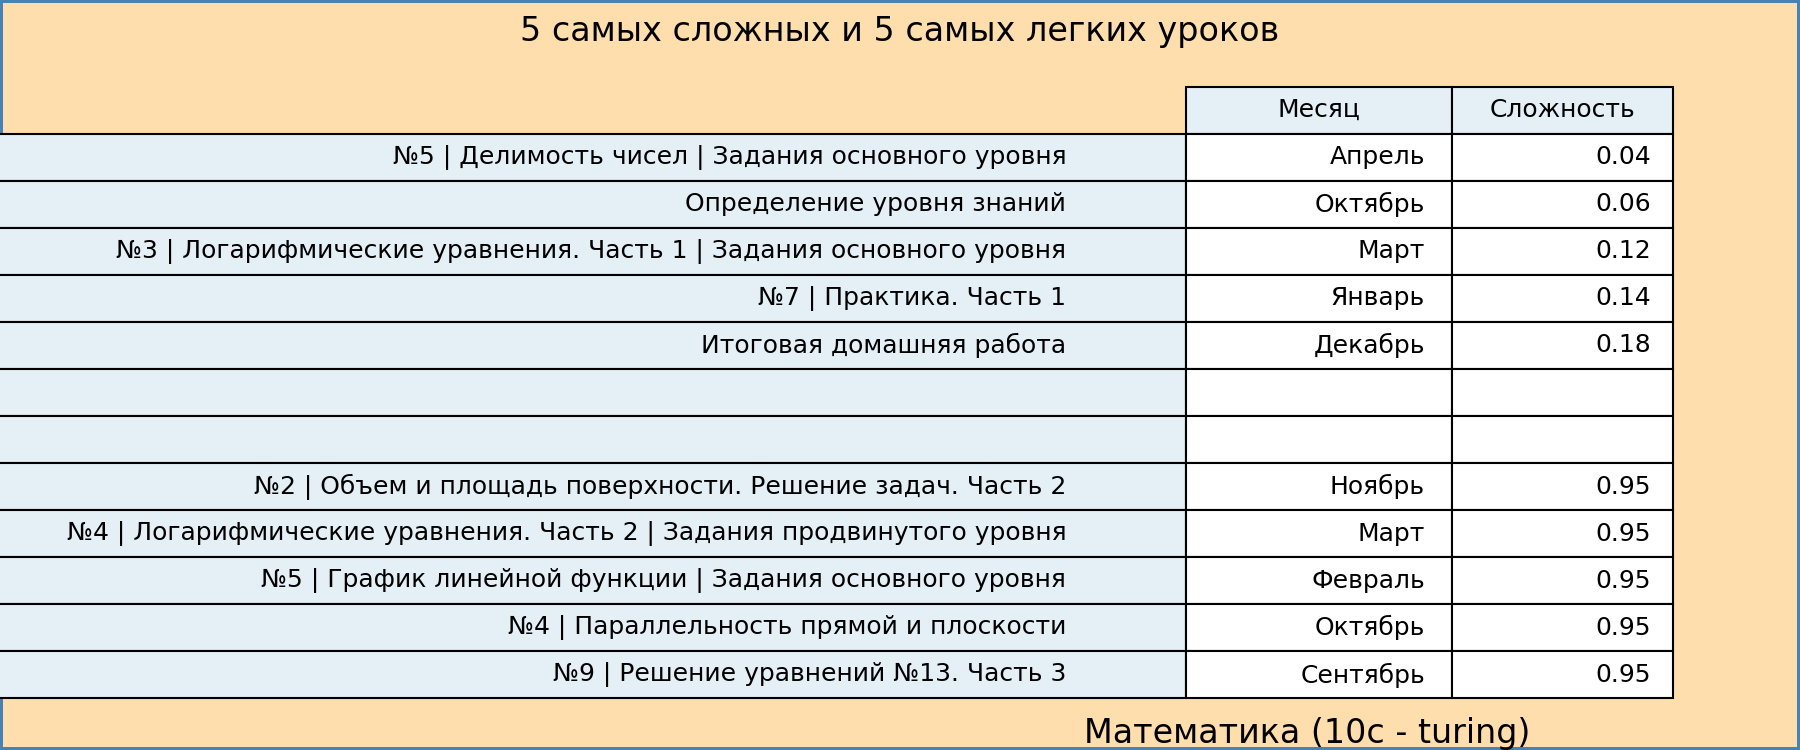 5 самых сложных и 5 самых легких уроков
Месяц Сложность
№5 | Делимость чисел | Задания основного уровня Апрель 0.04
Определение уровня знаний Октябрь 0.06
№3 | Логарифмические уравнения. Часть 1 | Задания основного уровня Март 0.12
№7 | Практика. Часть 1 Январь 0.14
Итоговая домашняя работа Декабрь 0.18
№2 | Объем и площадь поверхности. Решение задач. Часть 2 Ноябрь 0.95
№4 | Логарифмические уравнения. Часть 2 | Задания продвинутого уровня Март 0.95
№5 | График линейной функции | Задания основного уровня Февраль 0.95
№4 | Параллельность прямой и плоскости Октябрь 0.95
№9 | Решение уравнений №13. Часть 3 Сентябрь 0.95
Математика (10c - turing)